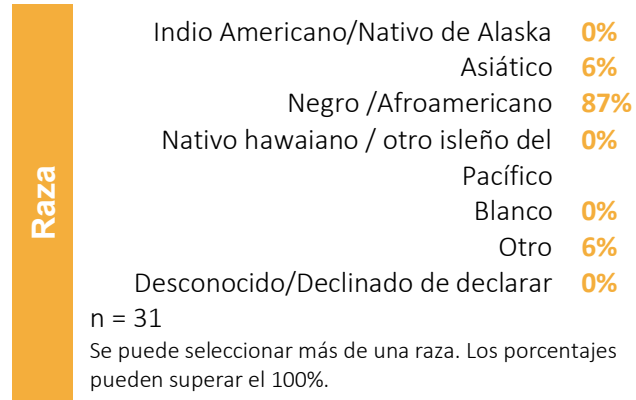 Raza
Indio Americano/Nativo de Alaska 0%
Asiático 6%
Negro /Afroamericano 87%
Nativo hawaiano / otro isleño del 0%
Pacífico
Blanco 0%
Otro 6%
Desconocido/Declinado de declarar 0%
n = 31
Se puede seleccionar más de una raza. Los porcentajes
pueden superar el 100%.